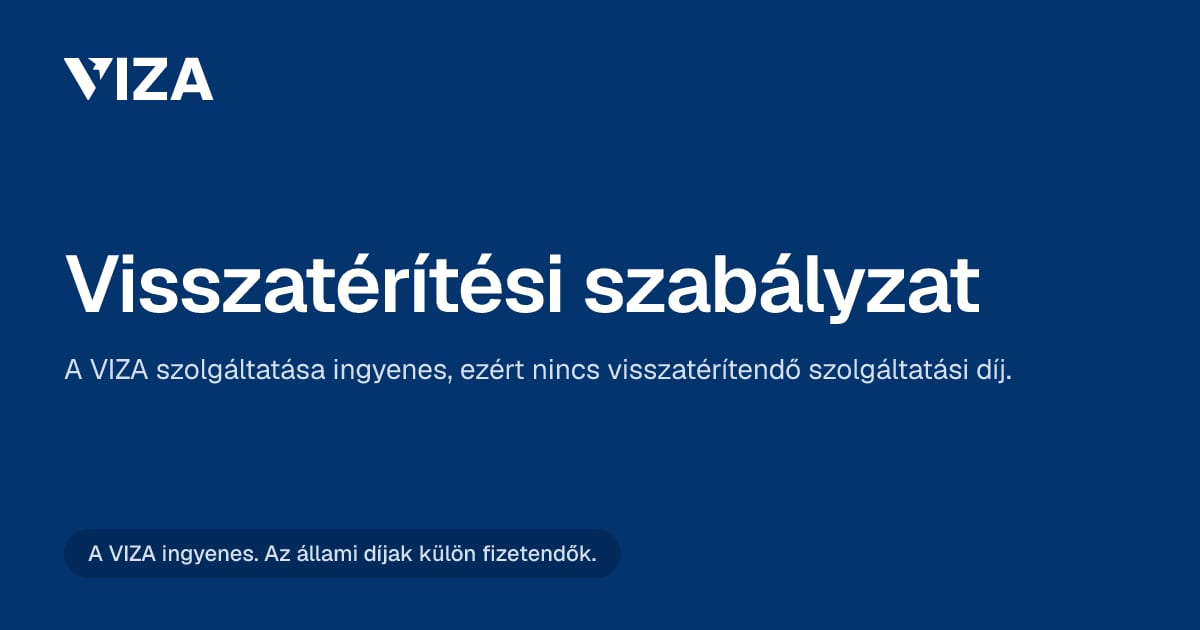 VIZA
Visszatérítési szabályzat
A VIZA szolgáltatása ingyenes, ezért nincs visszatérítendő szolgáltatási díj.
A VIZA ingyenes. Az állami díjak külön fizetendők.